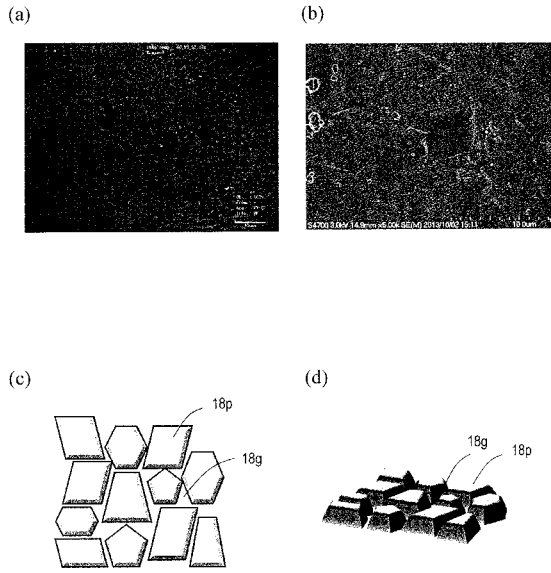 (a)
(b)
S4700 3.0kV 14.9mm x5.00k SE(M) 2013/10/02 15:11 10.0um
(c)
(d)
18p
18g
18g
18p